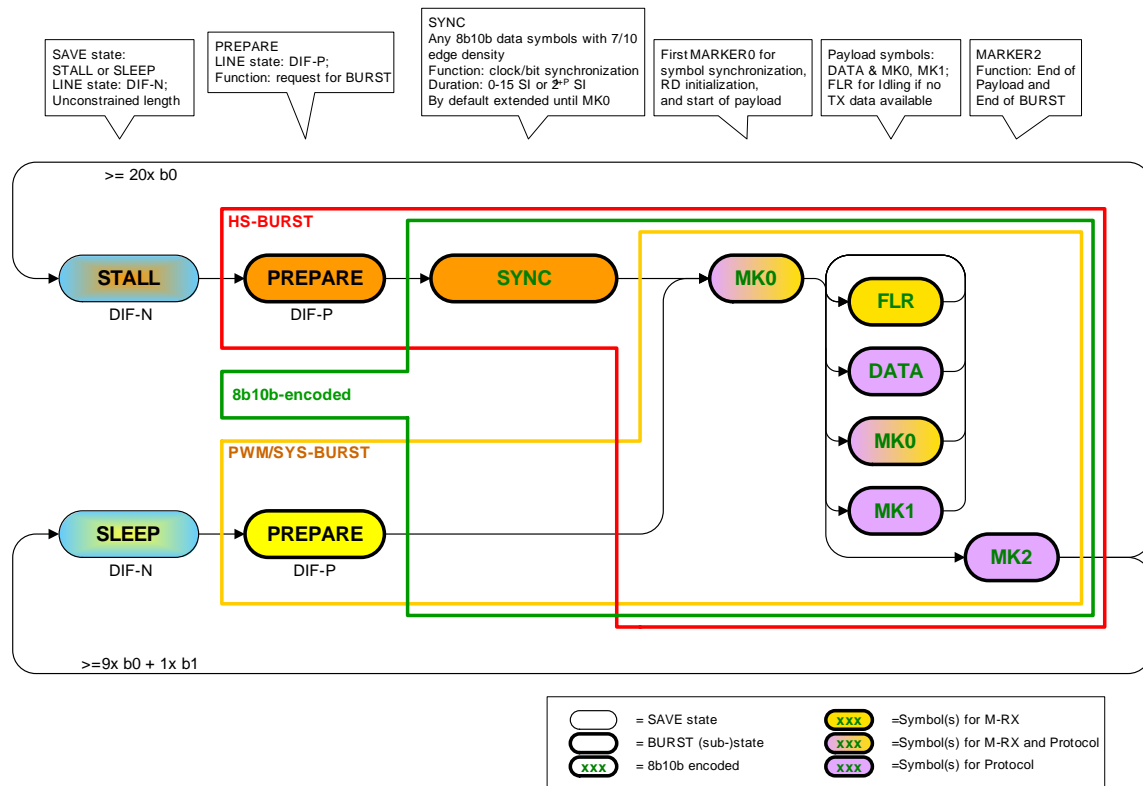 SAVE state:
STALL or SLEEP
LINE state: DIF-N;
Unconstrained length
PREPARE
LINE state: DIF-P;
Function: request for BURST
SYNC
Any 8b10b data symbols with 7/10
edge density
Function: clock/bit synchronization
Duration: 0-15 SI or SI
By default extended until MK0
First MARKER0 for
symbol synchronization,
RD initialization,
and start of payload
Payload symbols:
DATA & MK0, MK1;
FLR for Idling if no
TX data available
MARKER2
Function: End of
Payload and
End of BURST
>= 20x b0
HS-BURST
STALL
DIF-N
PREPARE
DIF-P
SYNC
MK0
FLR
DATA
MK0
MK1
MK2
8b10b-encoded
PWM/SYS-BURST
SLEEP
DIF-N
PREPARE
DIF-P
>=9x b0 + 1x b1
= SAVE state
= BURST (sub-)state
xxx = 8b10b encoded
xxx =Symbol(s) for M-RX
xxx =Symbol(s) for M-RX and Protocol
xxx =Symbol(s) for Protocol